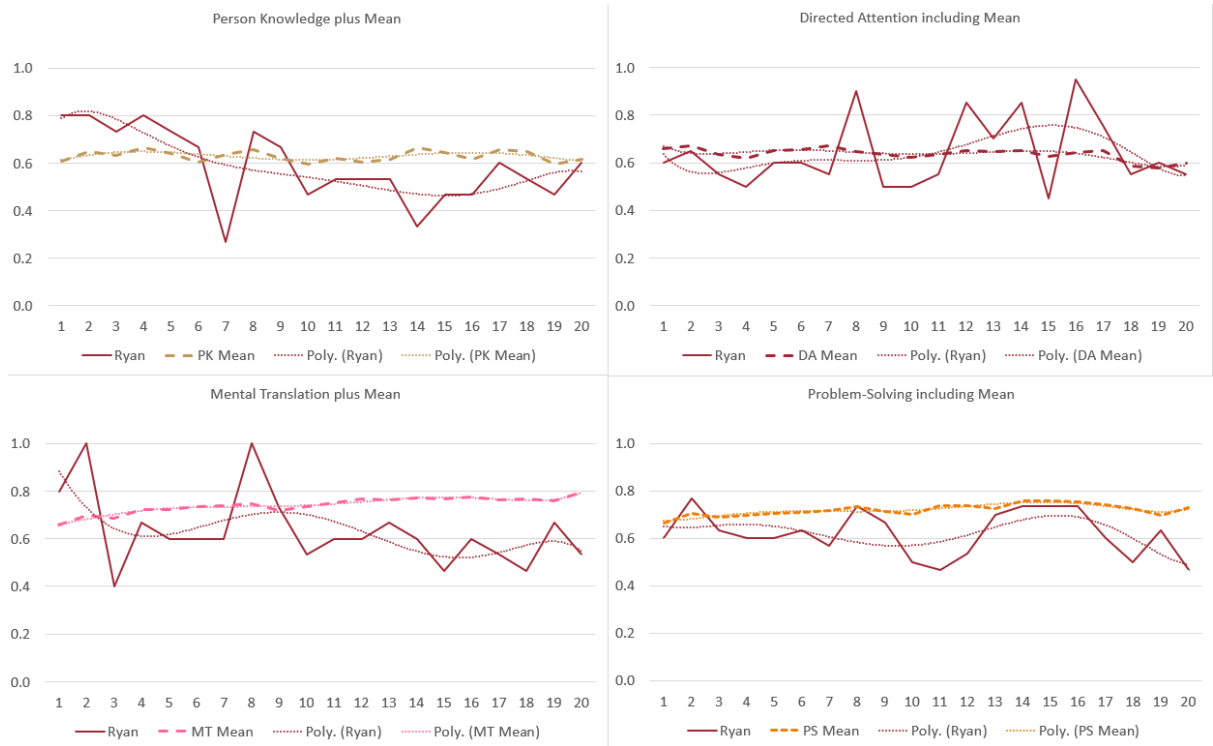 Person Knowledge plus Mean
1.0
0.8
0.6
0.4
0.2
0.0
1 2 3 4 5 6 7 8 9 10 11 12 13 14 15 16 17 18 19 20
Ryan PK Mean Poly. (Ryan) Poly. (PK Mean)
Directed Attention including Mean
1.0
0.8
0.6
0.4
0.2
0.0
1 2 3 4 5 6 7 8 9 10 11 12 13 14 15 16 17 18 19 20
Ryan DA Mean Poly. (Ryan) Poly. (DA Mean)
Mental Translation plus Mean
1.0
0.8
0.6
0.4
0.2
0.0
1 2 3 4 5 6 7 8 9 10 11 12 13 14 15 16 17 18 19 20
Ryan MT Mean Poly. (Ryan) Poly. (MT Mean)
Problem-Solving including Mean
1.0
0.8
0.6
0.4
0.2
0.0
1 2 3 4 5 6 7 8 9 10 11 12 13 14 15 16 17 18 19 20
Ryan PS Mean Poly. (Ryan) Poly. (PS Mean)